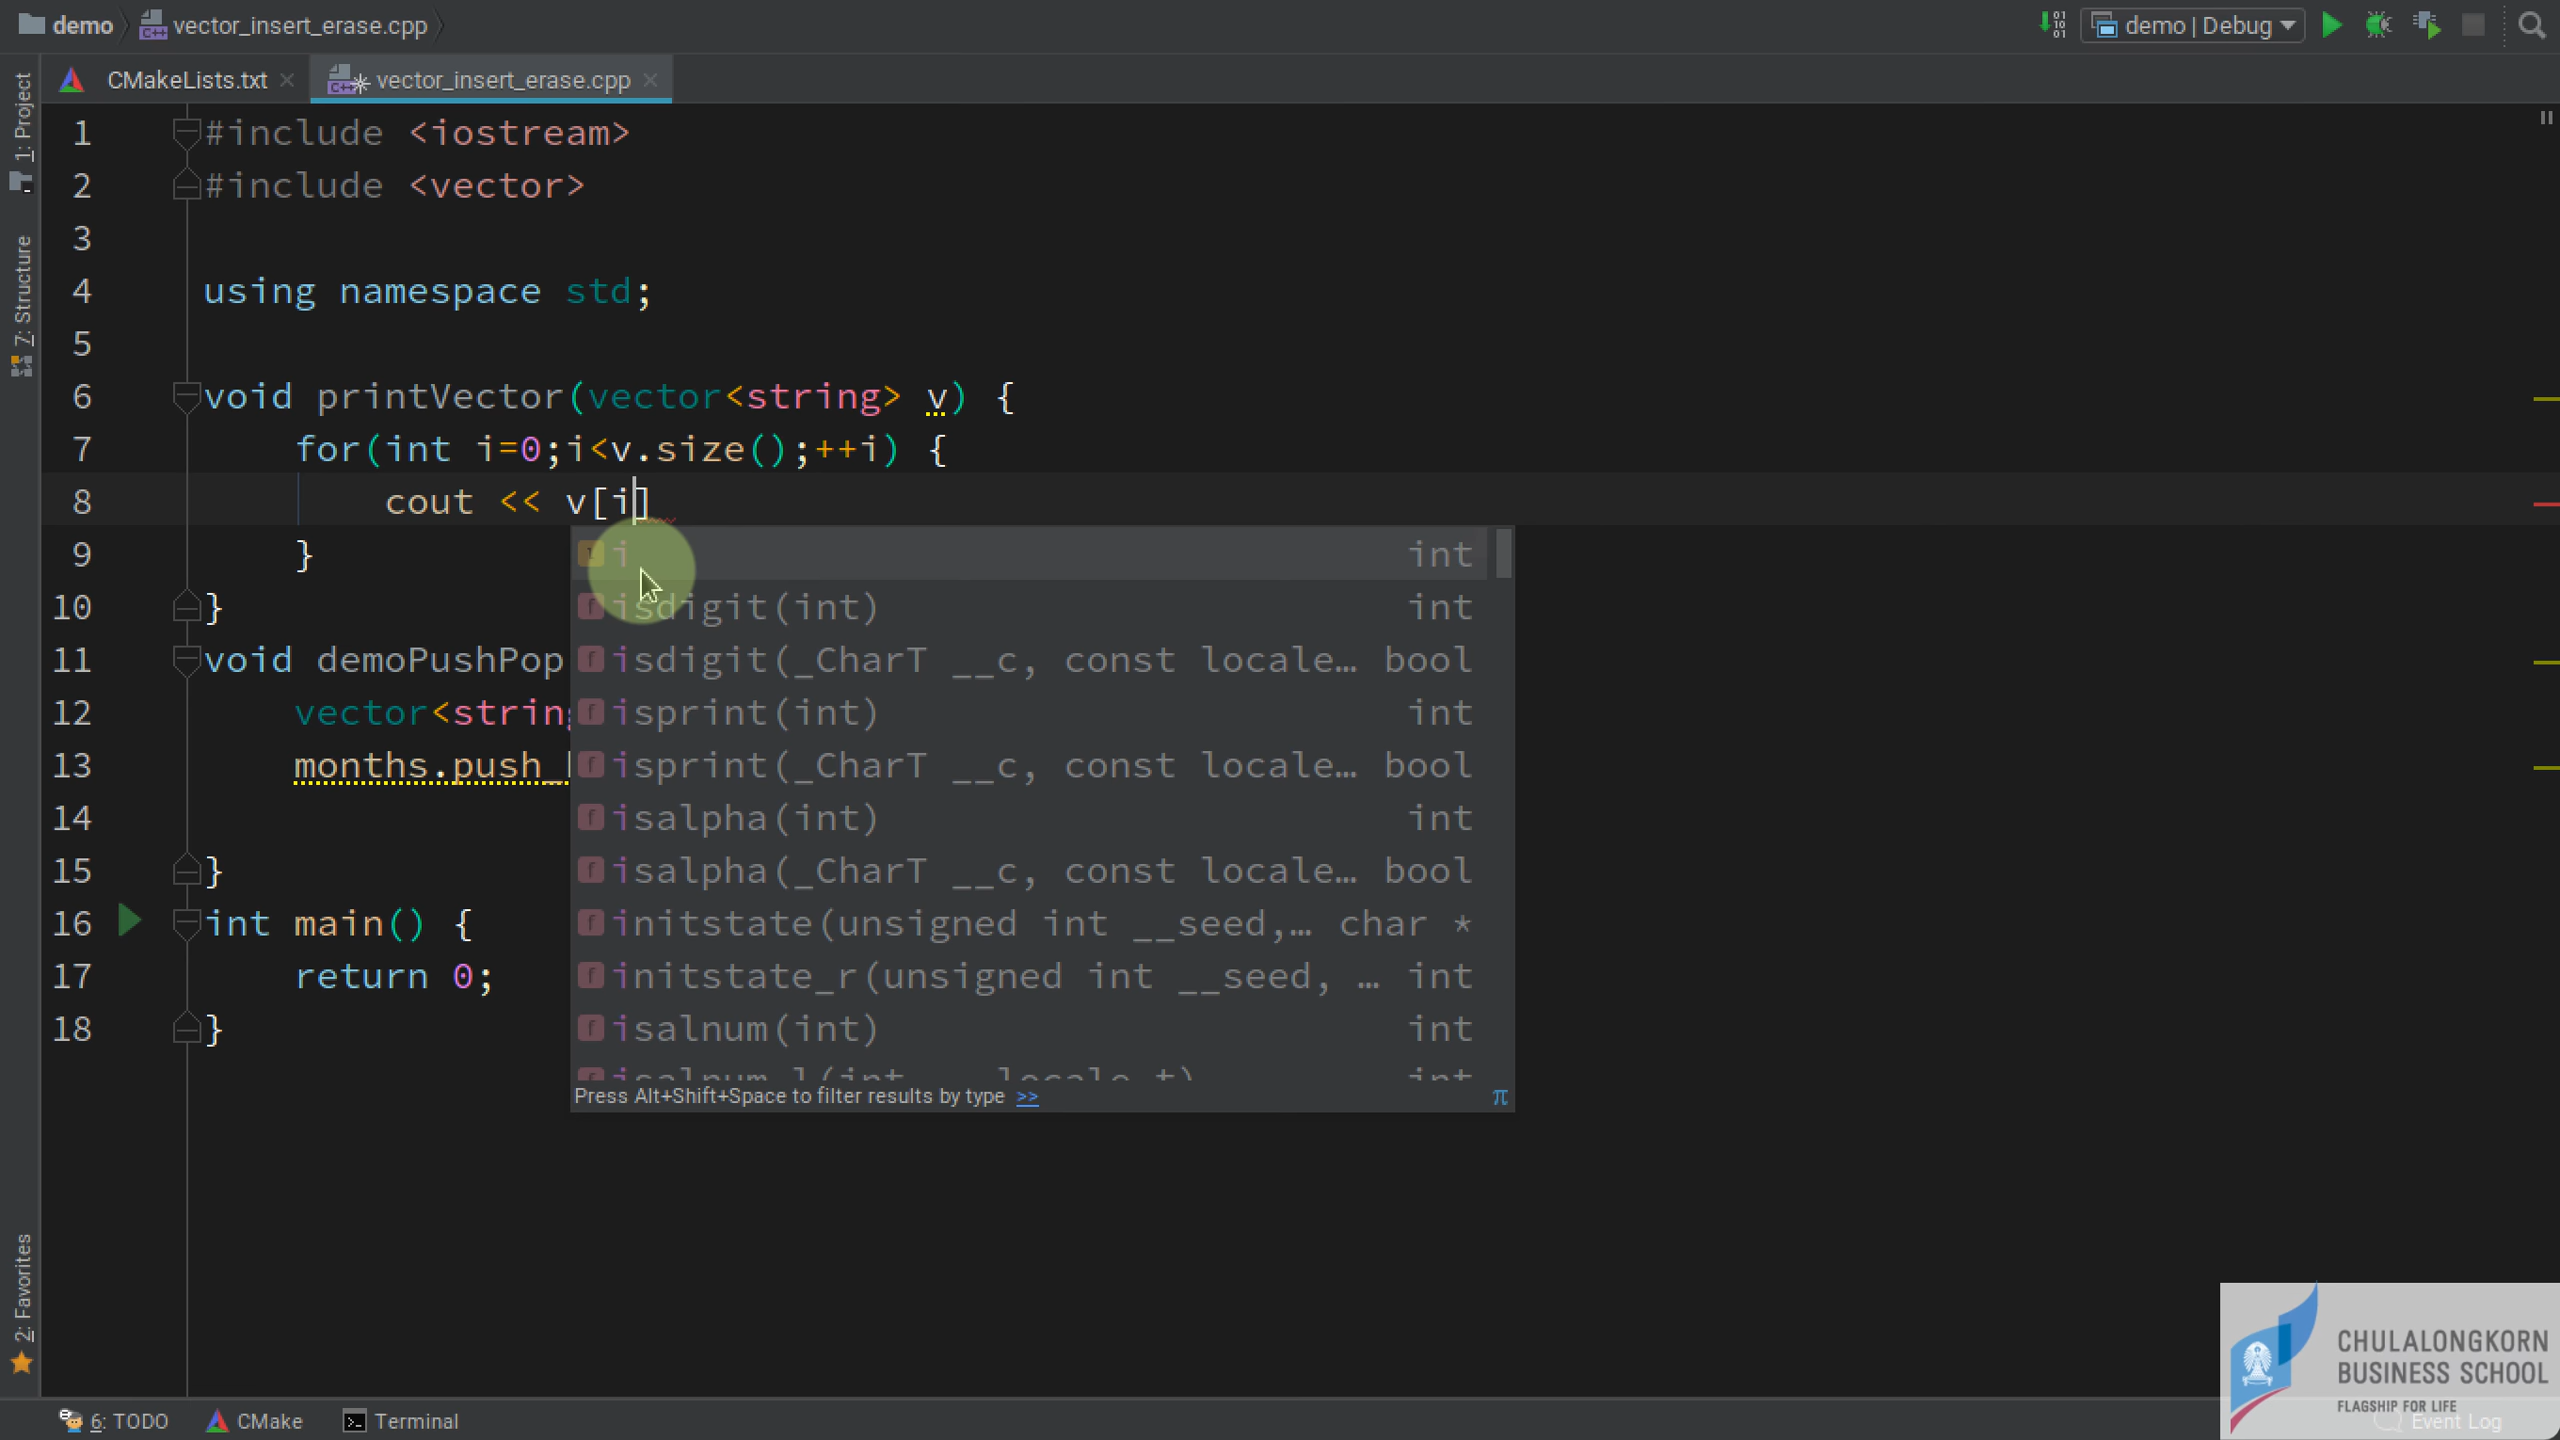 demo
vector_insert_erase.cpp
demo | Debug
CMakeLists.txt
vector_insert_erase.cpp
1: Project
7: Structure
2: Favorites
1 #include <iostream>
2 #include <vector>
3
4 using namespace std;
5
6 void printVector(vector<string> v) {
7 for(int i=0;i<v.size();++i) {
8 cout << v[i]
9 }
10 }
11 void demoPushPop
12 vector<string
13 months.push_
14
15 }
16 int main() {
17 return 0;
18 }
i int
isdigit(int) int
isdigit(_CharT __c, const locale… bool
isprint(int) int
isprint(_CharT __c, const locale… bool
isalpha(int) int
isalpha(_CharT __c, const locale… bool
initstate(unsigned int __seed,… char *
initstate_r(unsigned int __seed, … int
isalnum(int) int
Press Alt+Shift+Space to filter results by type >> π
CHULALONGKORN
BUSINESS SCHOOL
FLAGSHIP FOR LIFE
6: TODO
CMake
Terminal
Event Log